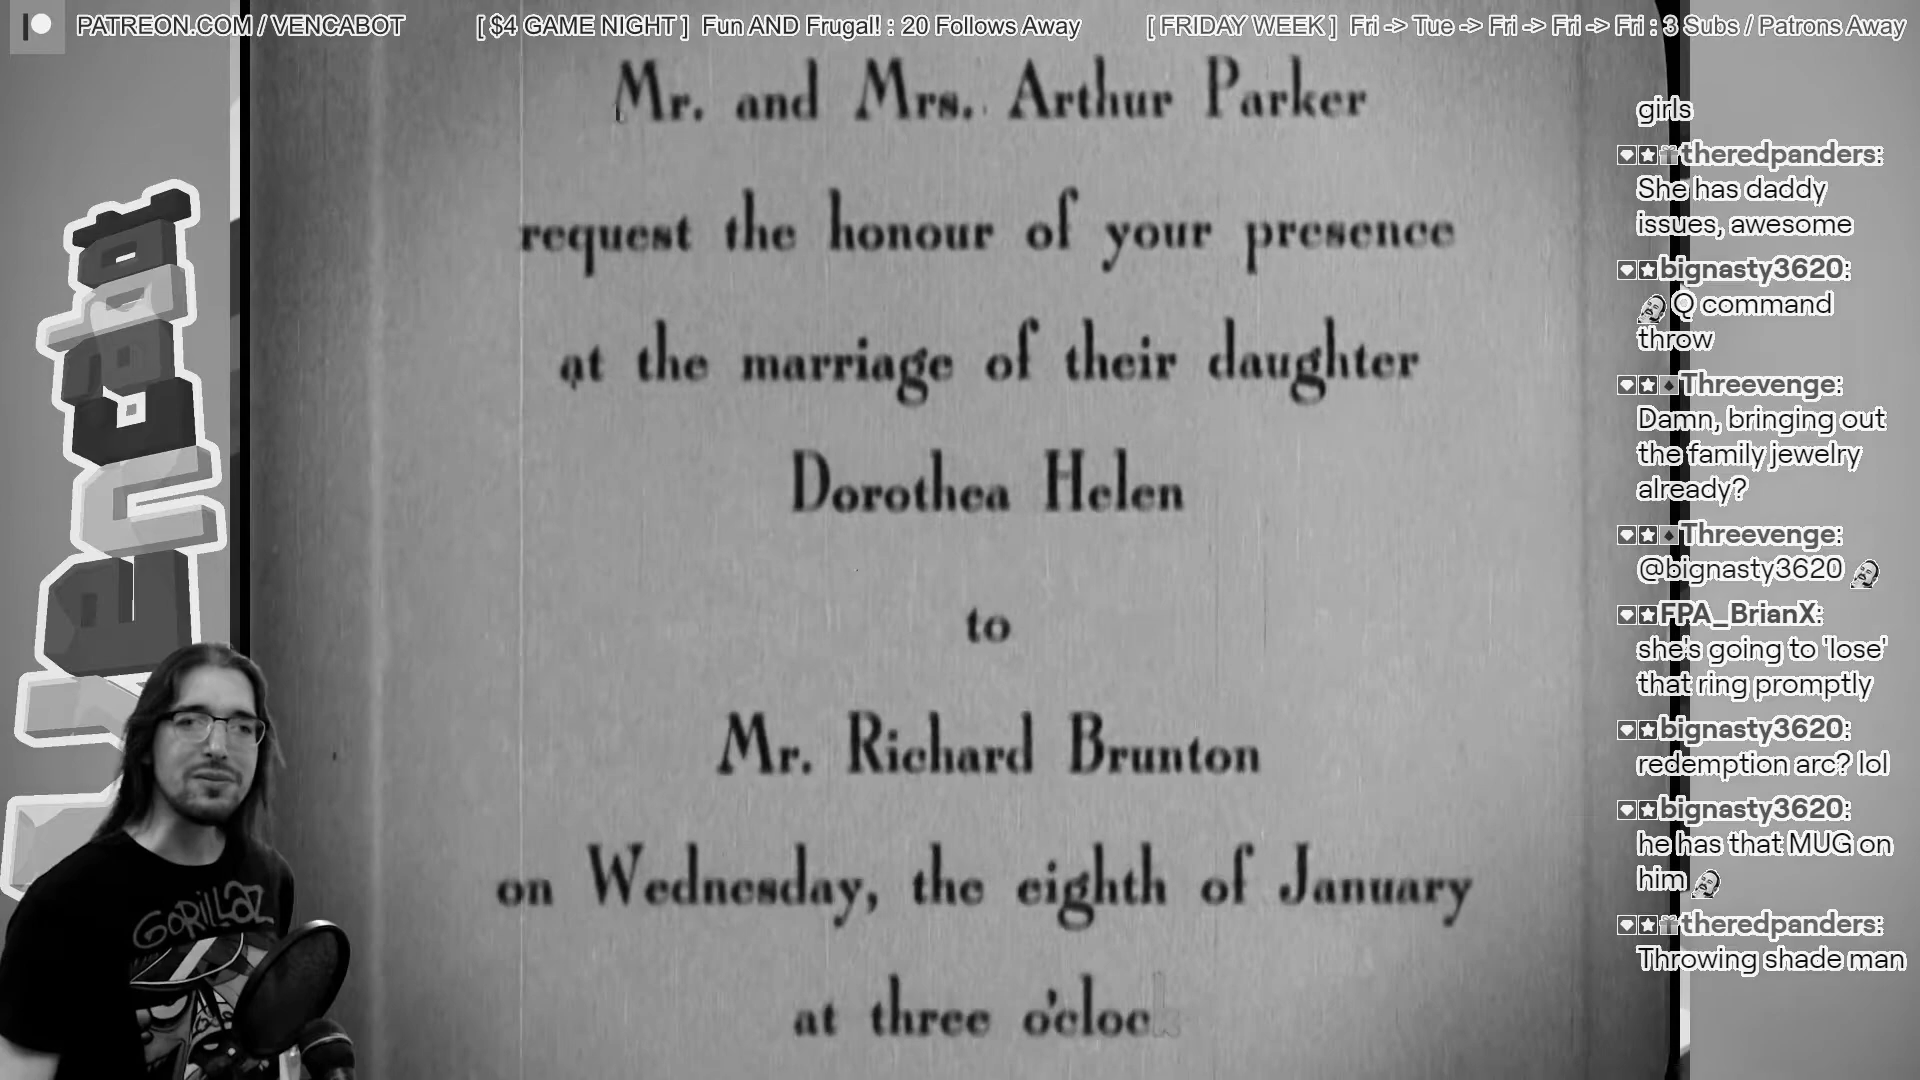 PATREON.COM / VENCABOT
[ $4 GAME NIGHT ] Fun AND Frugal! : 20 Follows Away
[ FRIDAY WEEK ] Fri -> Tue -> Fri -> Fri -> Fri : 3 Subs / Patrons Away
Mr. and Mrs. Arthur Parker
request the honour of your presence
at the marriage of their daughter
Dorothea Helen
to
Mr. Richard Brunton
on Wednesday, the eighth of January
at three o'clock
Vencabot
GORILLAZ
girls
theredpanders:
She has daddy
issues, awesome
bignasty3620:
Q command
throw
Threevenge:
Damn, bringing out
the family jewelry
already?
Threevenge:
@bignasty3620
FPA_BrianX:
she's going to 'lose'
that ring promptly
bignasty3620:
redemption arc? lol
bignasty3620:
he has that MUG on
him
theredpanders:
Throwing shade man